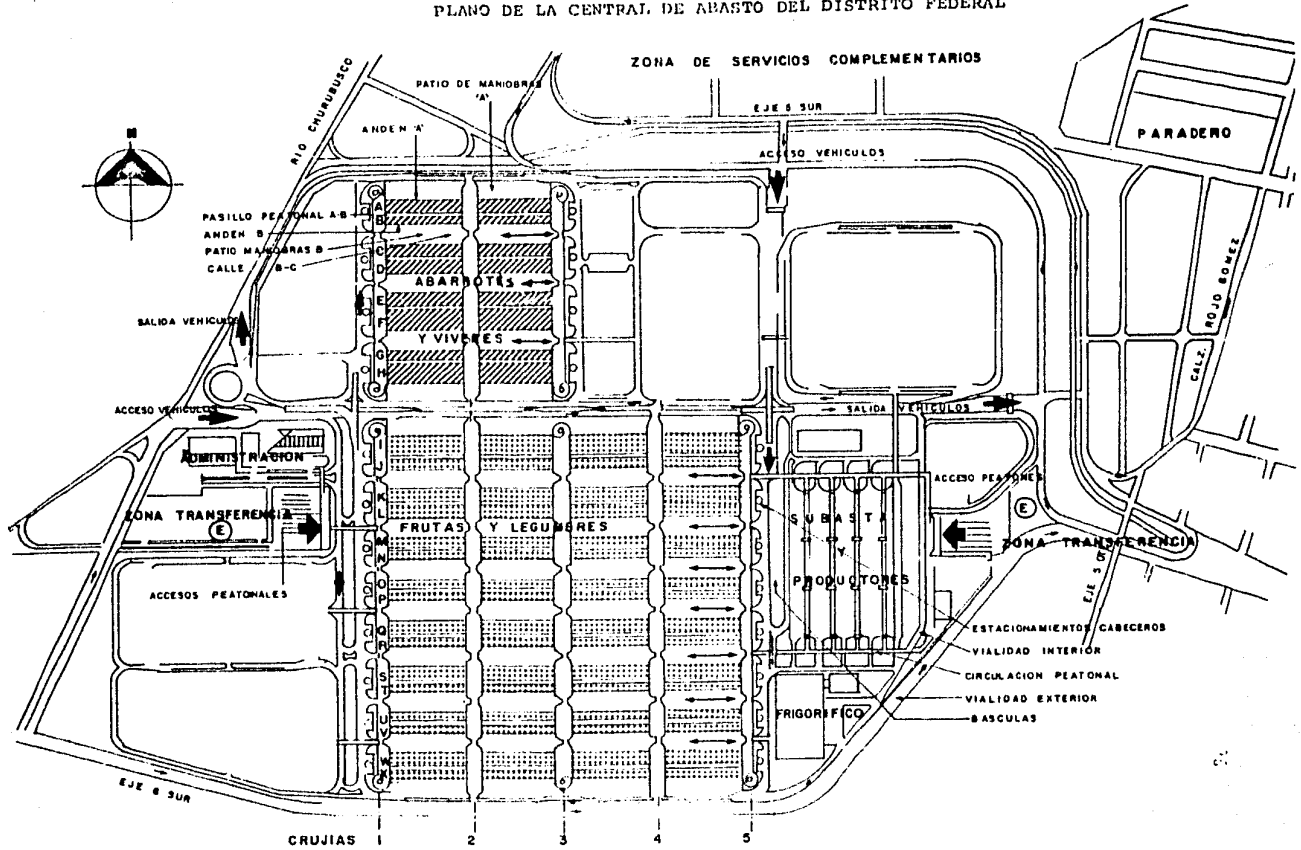 PLANO DE LA CENTRAL DE ABASTO DEL DISTRITO FEDERAL
ZONA DE SERVICIOS COMPLEMENTARIOS
PATIO DE MANIOBRAS
'A'
RIO CHURUBUSCO
EJE 5 SUR
ANDEN 'A'
PARADERO
N
ACCESO VEHICULOS
PASILLO PEATONAL A-B
ANDEN B
PATIO MANIOBRAS B
CALLE B-C
A
B
C
D
E
F
G
H
ABARROTES
Y VIVERES
CALZ. ROJO GOMEZ
SALIDA VEHICULOS
ACCESO VEHICULOS
SALIDA VEHICULOS
ADMINISTRACION
ACCESO PEATONES
I
J
K L
M N
O P
Q R
S T
U V
W X
ZONA TRANSFERENCIA
E
FRUTAS Y LEGUMBRES
SUBASTA
Y
PRODUCTORES
E
ZONA TRANSFERENCIA
EJE 5
ACCESOS PEATONALES
ESTACIONAMIENTOS CABECEROS
VIALIDAD INTERIOR
CIRCULACION PEATONAL
VIALIDAD EXTERIOR
BASCULAS
FRIGORIFICO
EJE 6 SUR
CRUJIAS 1 2 3 4 5